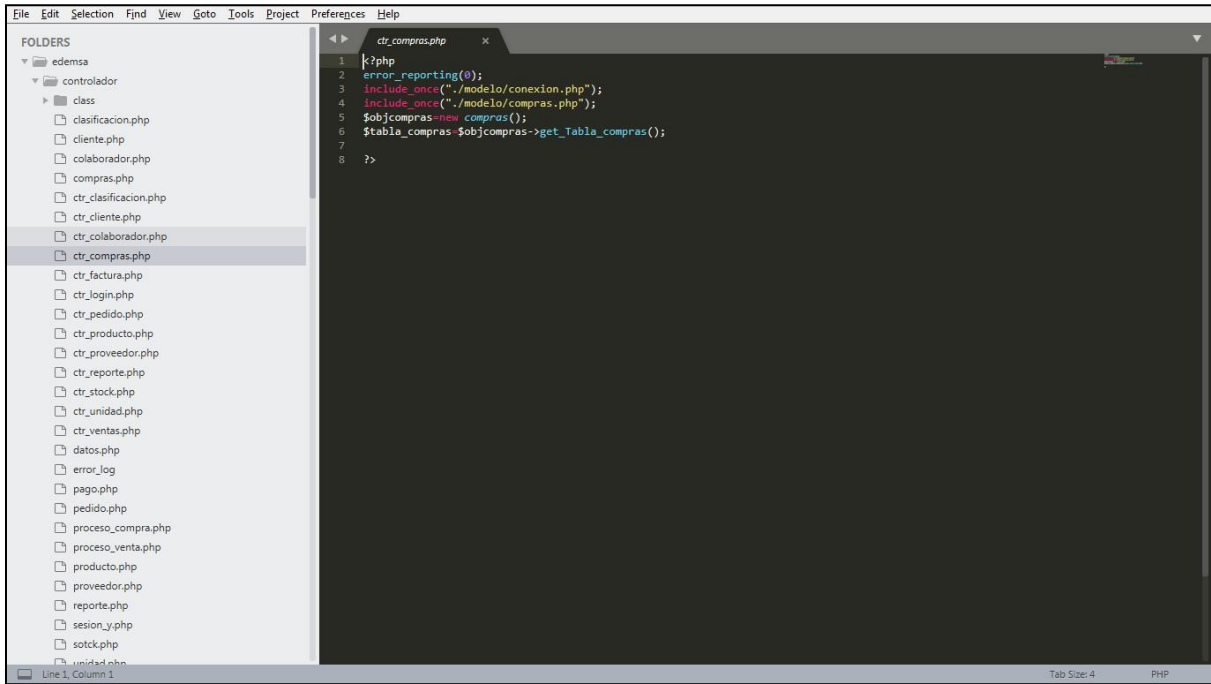 File Edit Selection Find View Goto Tools Project Preferences Help
FOLDERS
edemsa
controlador
class
clasificacion.php
cliente.php
colaborador.php
compras.php
ctr_clasificacion.php
ctr_cliente.php
ctr_colaborador.php
ctr_compras.php
ctr_factura.php
ctr_login.php
ctr_pedido.php
ctr_producto.php
ctr_proveedor.php
ctr_reporte.php
ctr_stock.php
ctr_unidad.php
ctr_ventas.php
datos.php
error_log
pago.php
pedido.php
proceso_compra.php
proceso_venta.php
producto.php
proveedor.php
reporte.php
sesion_y.php
sotck.php
unidad.php
ctr_compras.php ×
1 <?php
2 error_reporting(0);
3 include_once("./modelo/conexion.php");
4 include_once("./modelo/compras.php");
5 $objcompras=new compras();
6 $tabla_compras=$objcompras->get_Tabla_compras();
7
8 ?>
Line 1, Column 1
Tab Size: 4 PHP